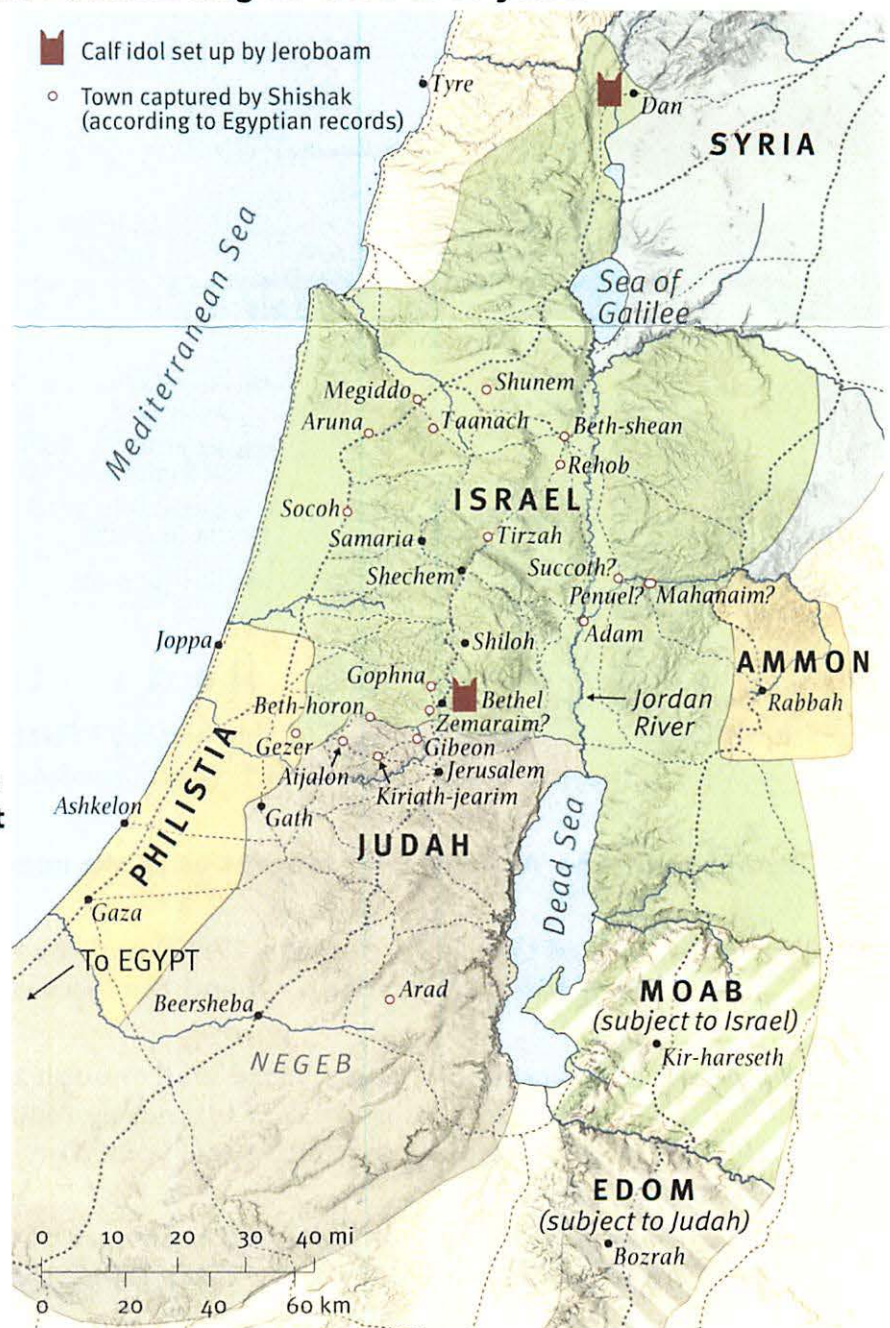 Calf idol set up by Jeroboam
Town captured by Shishak
(according to Egyptian records)
Tyre
Dan
SYRIA
Mediterranean Sea
Sea of
Galilee
Megiddo
Shunem
Aruna
Taanach
Beth-shean
Rehob
ISRAEL
Socoh
Samaria
Tirzah
Shechem
Succoth?
Penuel?
Mahanaim?
Adam
Joppa
Shiloh
AMMON
Rabbah
Gophna
Bethel
Jordan
River
Beth-horon
Zemaraim?
Gezer
Gibeon
Aijalon
Jerusalem
Kiriath-jearim
PHILISTIA
Ashkelon
Gath
JUDAH
Dead Sea
Gaza
To EGYPT
Beersheba
Arad
MOAB
(subject to Israel)
Kir-hareseth
NEGEB
EDOM
(subject to Judah)
Bozrah
0 10 20 30 40 mi
0 20 40 60 km